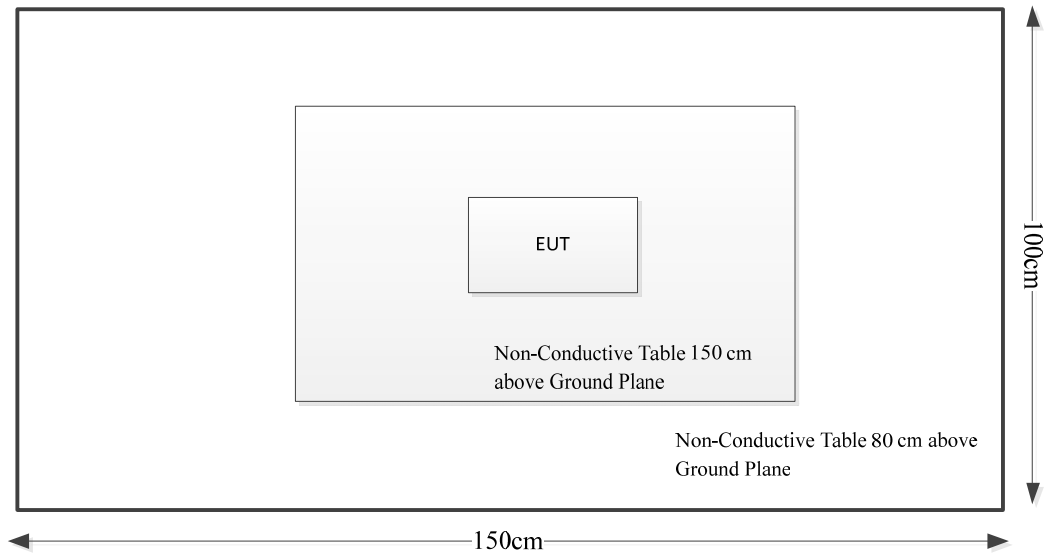 EUT
100cm
Non-Conductive Table 150 cm
above Ground Plane
Non-Conductive Table 80 cm above
Ground Plane
150cm